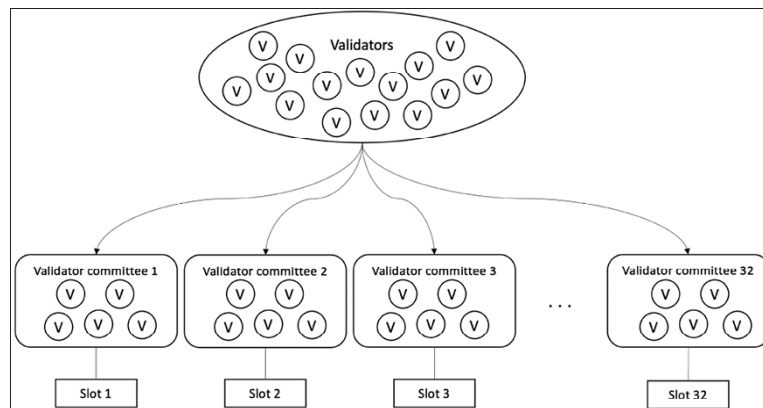 V Validators V
V V
V V V V V
V V V
V V V V
V
Validator committee 1 Validator committee 2 Validator committee 3 Validator committee 32
V V V V V V V V
. . .
V V V V V V V V V V V V
Slot 1 Slot 2 Slot 3 Slot 32